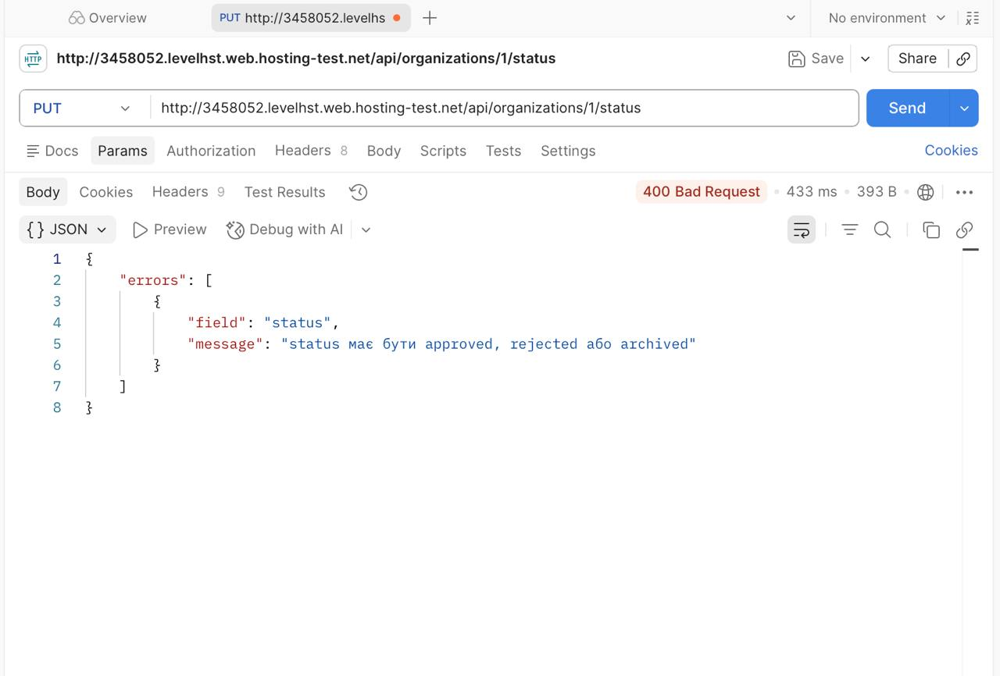 Overview
PUT http://3458052.levelhs
No environment
HTTP http://3458052.levelhst.web.hosting-test.net/api/organizations/1/status
Save
Share
PUT
http://3458052.levelhst.web.hosting-test.net/api/organizations/1/status
Send
Docs Params Authorization Headers 8 Body Scripts Tests Settings
Cookies
Body Cookies Headers 9 Test Results
400 Bad Request • 433 ms • 393 B •
{} JSON Preview Debug with AI
1 {
2 "errors": [
3 {
4 "field": "status",
5 "message": "status має бути approved, rejected або archived"
6 }
7 ]
8 }